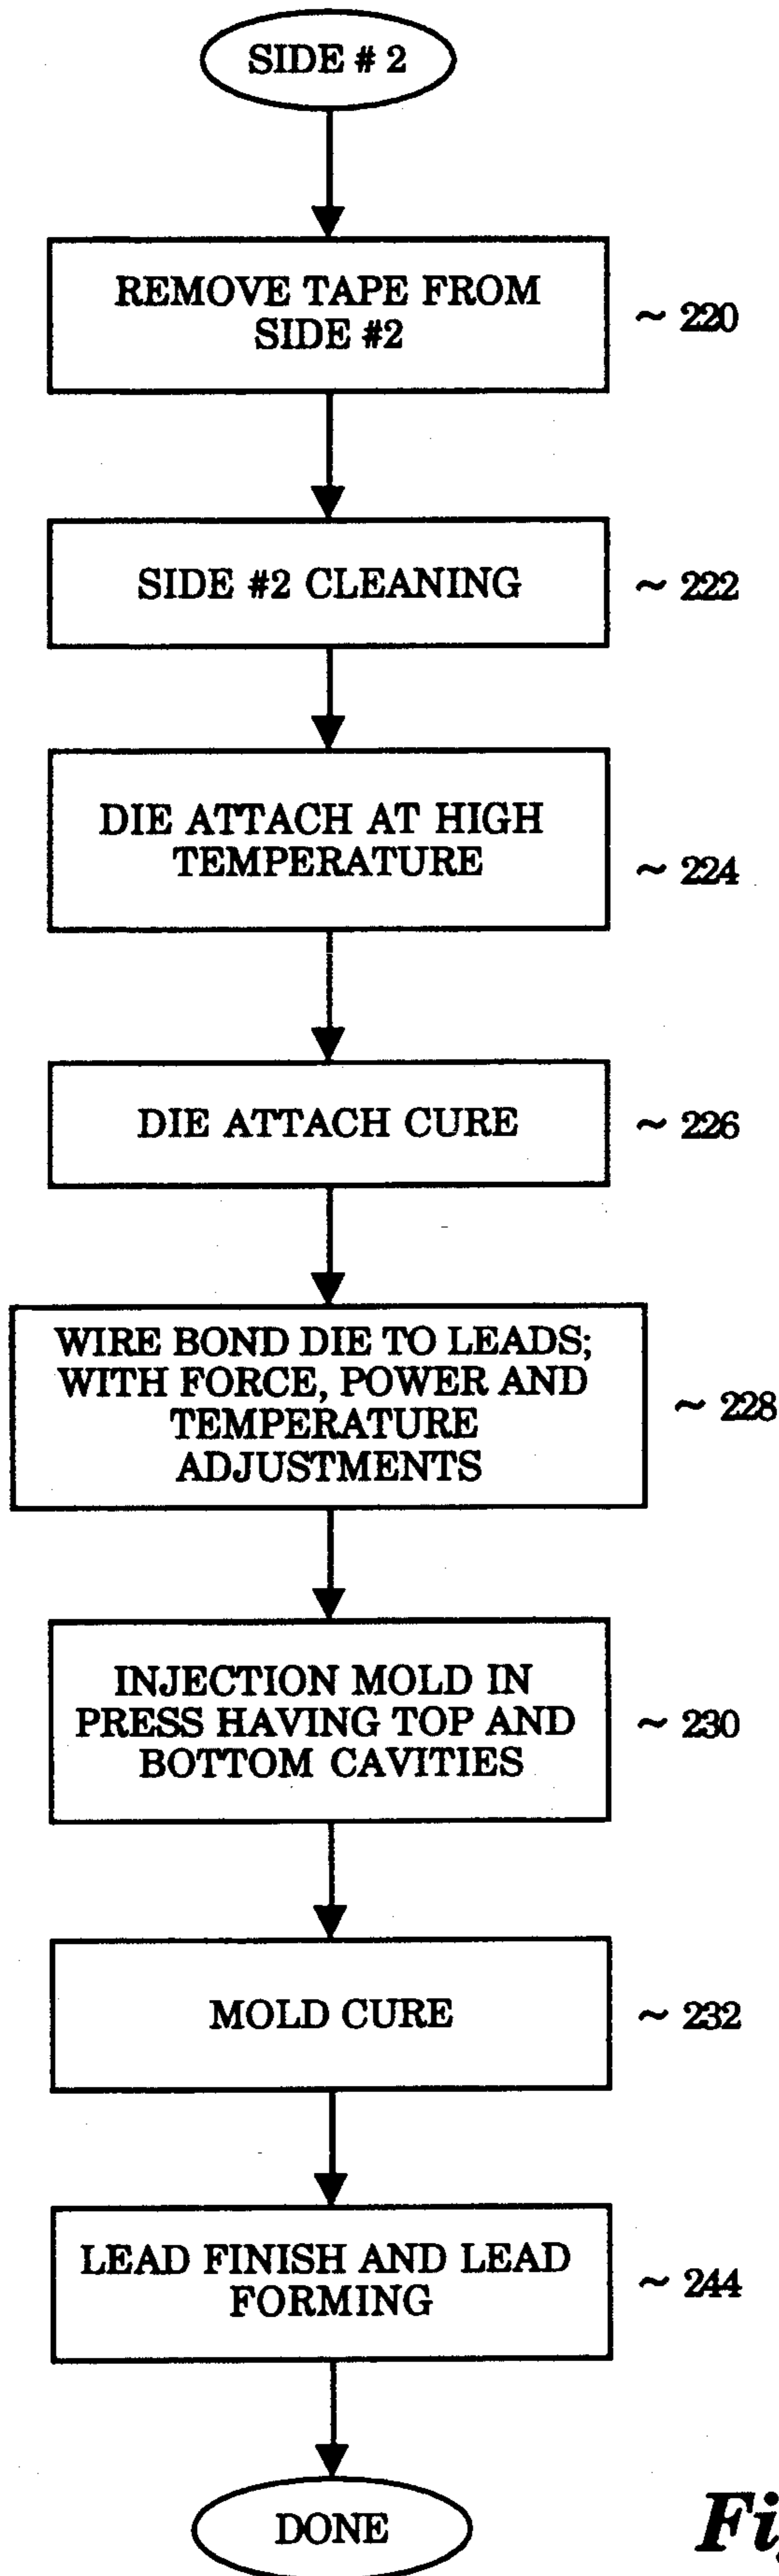 SIDE # 2
REMOVE TAPE FROM
SIDE #2
~ 220
SIDE #2 CLEANING
~ 222
DIE ATTACH AT HIGH
TEMPERATURE
~ 224
DIE ATTACH CURE
~ 226
WIRE BOND DIE TO LEADS;
WITH FORCE, POWER AND
TEMPERATURE
ADJUSTMENTS
~ 228
INJECTION MOLD IN
PRESS HAVING TOP AND
BOTTOM CAVITIES
~ 230
MOLD CURE
~ 232
LEAD FINISH AND LEAD
FORMING
~ 244
DONE